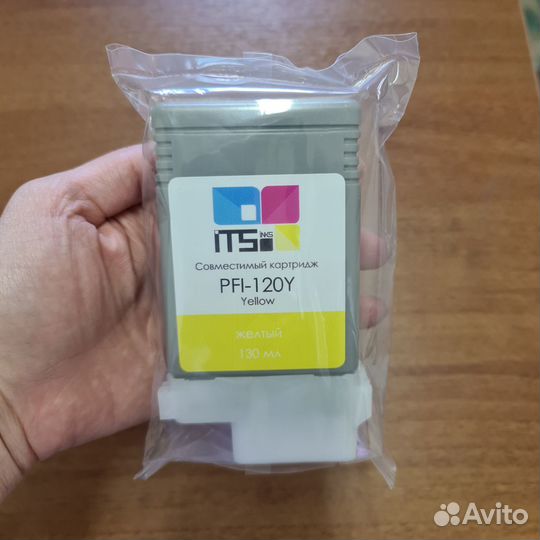 iTS iNKS
Совместимый картридж
PFI-120Y
Yellow
желтый
130 мл
Avito